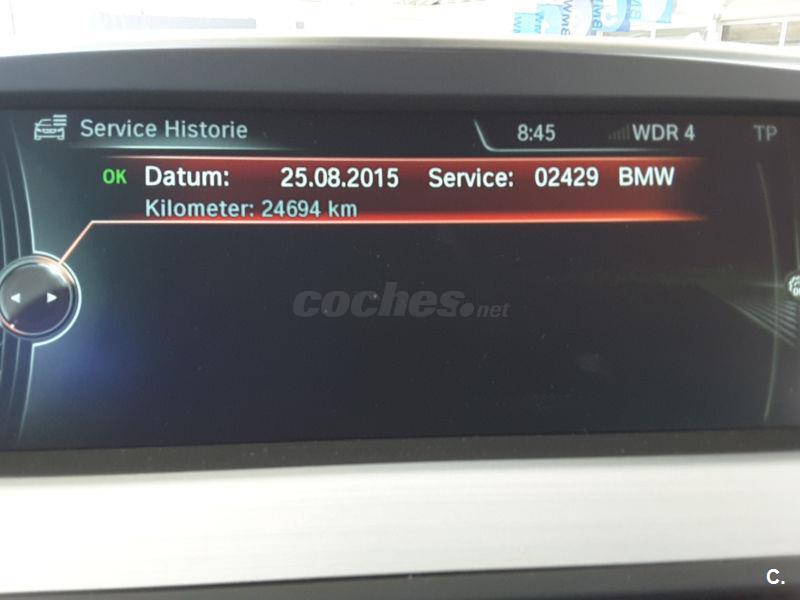 Service Historie 8:45 WDR 4 TP
OK Datum: 25.08.2015 Service: 02429 BMW
Kilometer: 24694 km
coches.net
C.